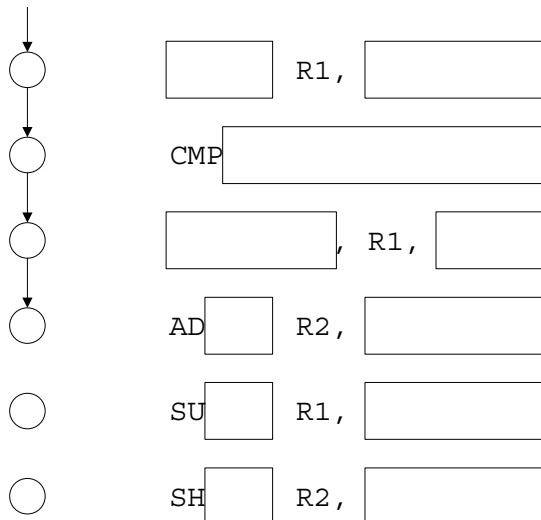 R1,
CMP
, R1,
AD R2,
SU R1,
SH R2,